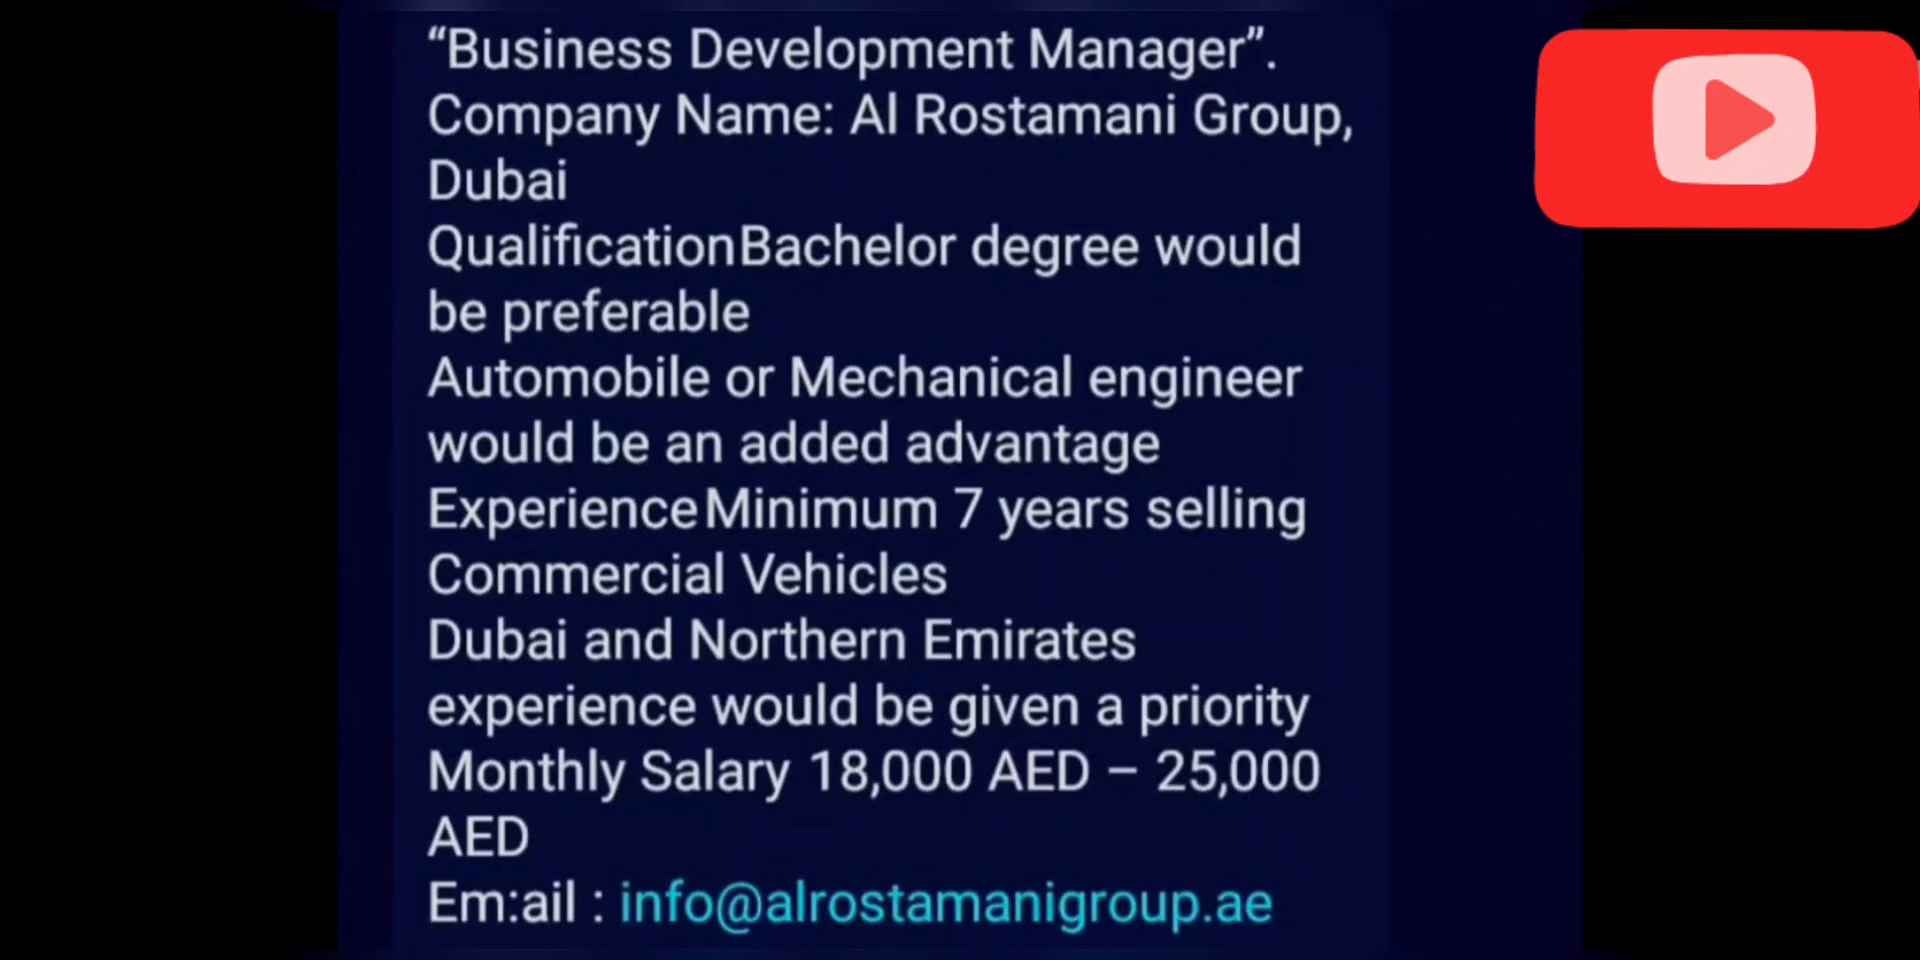 “Business Development Manager”.
Company Name: Al Rostamani Group,
Dubai
QualificationBachelor degree would
be preferable
Automobile or Mechanical engineer
would be an added advantage
ExperienceMinimum 7 years selling
Commercial Vehicles
Dubai and Northern Emirates
experience would be given a priority
Monthly Salary 18,000 AED – 25,000
AED
Em:ail : info@alrostamanigroup.ae